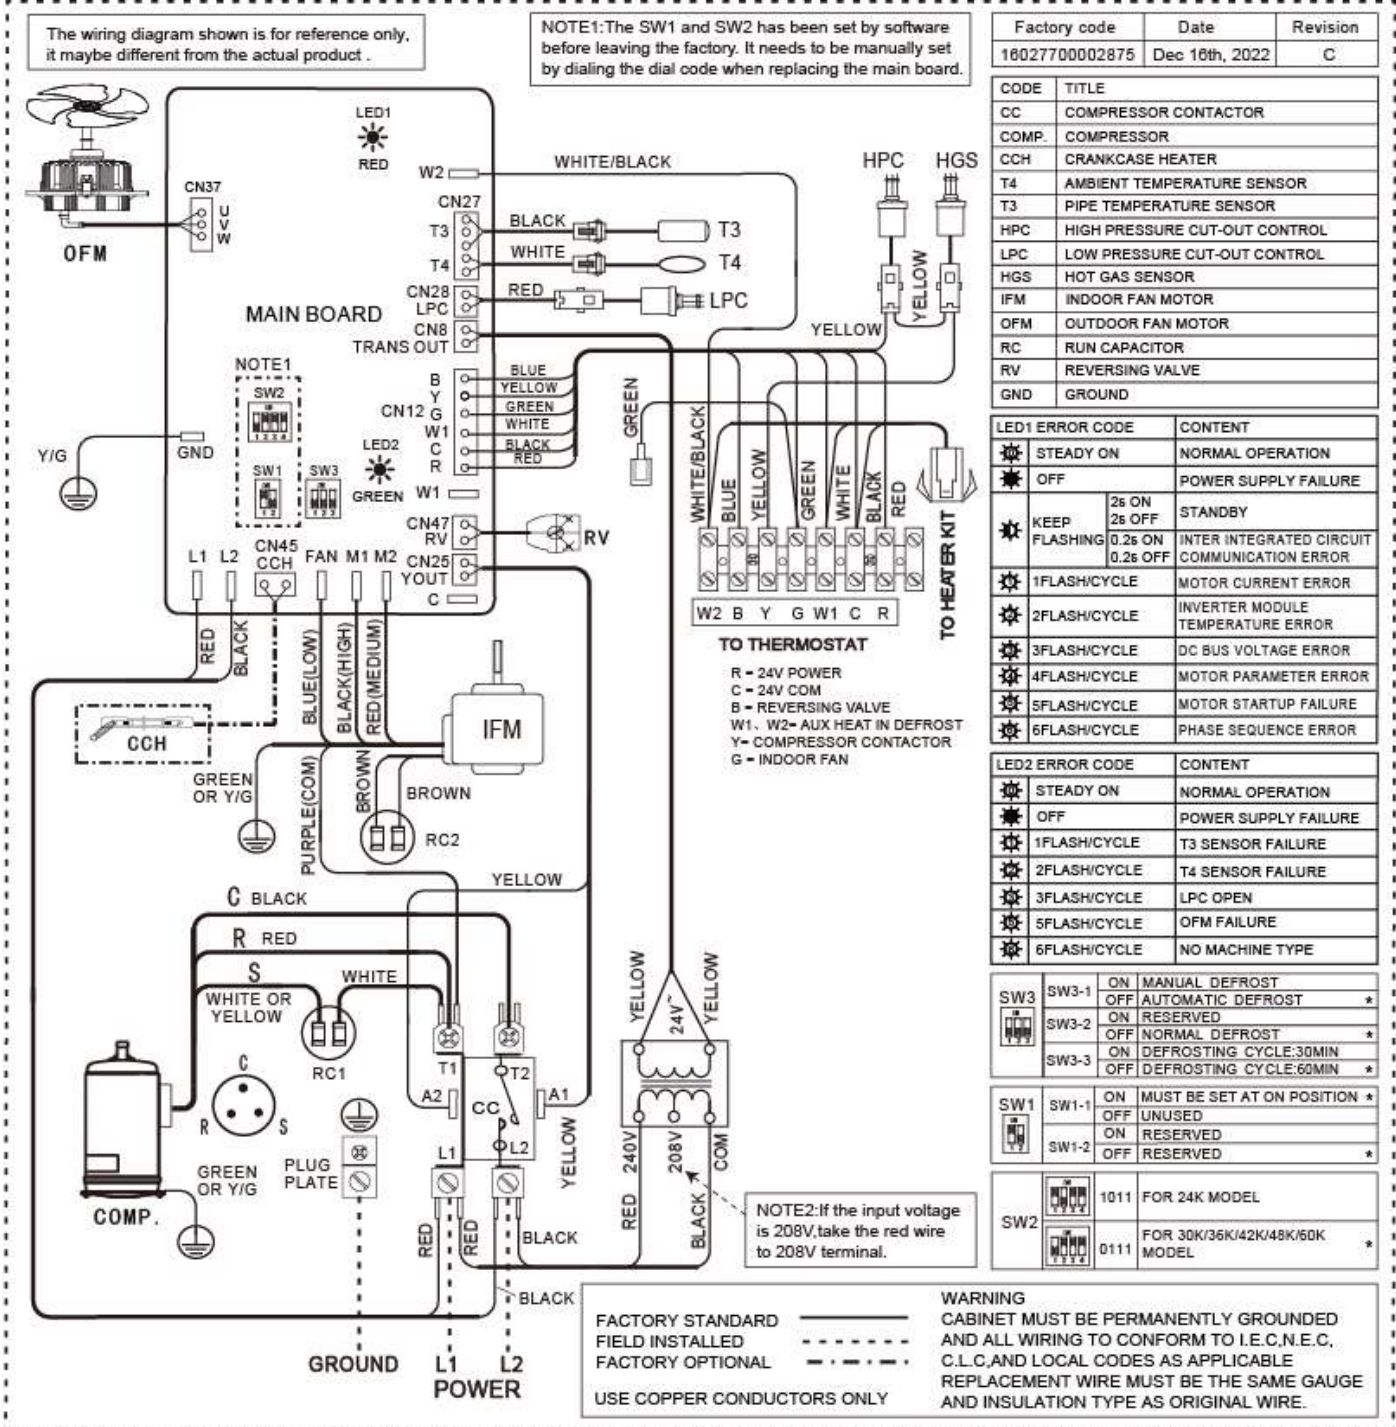 The wiring diagram shown is for reference only,
it maybe different from the actual product .
NOTE1:The SW1 and SW2 has been set by software
before leaving the factory. It needs to be manually set
by dialing the dial code when replacing the main board.
Factory code Date Revision
16027700002875 Dec 16th, 2022 C
CODE TITLE
CC COMPRESSOR CONTACTOR
COMP. COMPRESSOR
CCH CRANKCASE HEATER
T4 AMBIENT TEMPERATURE SENSOR
T3 PIPE TEMPERATURE SENSOR
HPC HIGH PRESSURE CUT-OUT CONTROL
LPC LOW PRESSURE CUT-OUT CONTROL
HGS HOT GAS SENSOR
IFM INDOOR FAN MOTOR
OFM OUTDOOR FAN MOTOR
RC RUN CAPACITOR
RV REVERSING VALVE
GND GROUND
LED1 ERROR CODE CONTENT
STEADY ON NORMAL OPERATION
OFF POWER SUPPLY FAILURE
KEEP FLASHING
2s ON
2s OFF
STANDBY
0.2s ON
0.2s OFF
INTER INTEGRATED CIRCUIT
COMMUNICATION ERROR
1FLASH/CYCLE MOTOR CURRENT ERROR
2FLASH/CYCLE INVERTER MODULE
TEMPERATURE ERROR
3FLASH/CYCLE DC BUS VOLTAGE ERROR
4FLASH/CYCLE MOTOR PARAMETER ERROR
5FLASH/CYCLE MOTOR STARTUP FAILURE
6FLASH/CYCLE PHASE SEQUENCE ERROR
LED2 ERROR CODE CONTENT
STEADY ON NORMAL OPERATION
OFF POWER SUPPLY FAILURE
1FLASH/CYCLE T3 SENSOR FAILURE
2FLASH/CYCLE T4 SENSOR FAILURE
3FLASH/CYCLE LPC OPEN
5FLASH/CYCLE OFM FAILURE
6FLASH/CYCLE NO MACHINE TYPE
SW3
SW3-1 ON MANUAL DEFROST
OFF AUTOMATIC DEFROST *
SW3-2 ON RESERVED
OFF NORMAL DEFROST *
SW3-3 ON DEFROSTING CYCLE:30MIN
OFF DEFROSTING CYCLE:60MIN *
SW1
SW1-1 ON MUST BE SET AT ON POSITION *
OFF UNUSED
SW1-2 ON RESERVED
OFF RESERVED *
SW2
1011 FOR 24K MODEL
0111 FOR 30K/36K/42K/48K/60K
MODEL *
OFM
CN37
U
V
W
LED1
RED
W2
WHITE/BLACK
CN27
T3
BLACK
T3
T4
WHITE
T4
CN28
LPC
RED
LPC
CN8
TRANS OUT
MAIN BOARD
HPC HGS
YELLOW
YELLOW
NOTE1
SW2
1 2 3 4
SW1
1 2
SW3
1 2 3
LED2
GREEN
CN12
B BLUE
Y YELLOW
G GREEN
W1 WHITE
C BLACK
R RED
W1
CN47
RV
RV
CN25
YOUT
C
Y/G
GND
L1 L2
CN45
CCH
FAN M1 M2
RED
BLACK
BLUE(LOW)
BLACK(HIGH)
RED(MEDIUM)
GREEN
WHITE/BLACK
BLUE
YELLOW
GREEN
WHITE
BLACK
RED
TO HEATER KIT
W2 B Y G W1 C R
TO THERMOSTAT
R - 24V POWER
C - 24V COM
B - REVERSING VALVE
W1、W2- AUX HEAT IN DEFROST
Y- COMPRESSOR CONTACTOR
G - INDOOR FAN
CCH
IFM
GREEN
OR Y/G
PURPLE(COM)
BROWN
BROWN
RC2
YELLOW
C BLACK
R RED
S
WHITE OR
YELLOW
WHITE
RC1
C
R S
COMP.
GREEN
OR Y/G
PLUG
PLATE
T1 T2
A2 CC A1
L1 L2
YELLOW
YELLOW
YELLOW
24V~
240V
208V
COM
RED
BLACK
NOTE2:If the input voltage
is 208V,take the red wire
to 208V terminal.
RED
RED
BLACK
BLACK
GROUND L1 L2
POWER
FACTORY STANDARD
FIELD INSTALLED
FACTORY OPTIONAL
USE COPPER CONDUCTORS ONLY
WARNING
CABINET MUST BE PERMANENTLY GROUNDED
AND ALL WIRING TO CONFORM TO I.E.C,N.E.C,
C.L.C,AND LOCAL CODES AS APPLICABLE
REPLACEMENT WIRE MUST BE THE SAME GAUGE
AND INSULATION TYPE AS ORIGINAL WIRE.